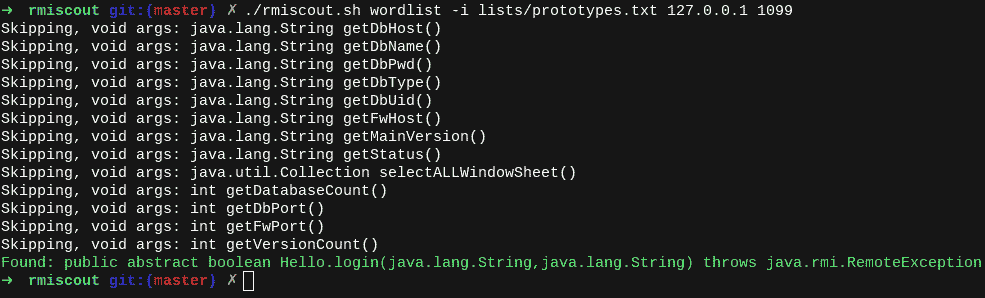 ➜ rmiscout git:(master) ✗ ./rmiscout.sh wordlist -i lists/prototypes.txt 127.0.0.1 1099
Skipping, void args: java.lang.String getDbHost()
Skipping, void args: java.lang.String getDbName()
Skipping, void args: java.lang.String getDbPwd()
Skipping, void args: java.lang.String getDbType()
Skipping, void args: java.lang.String getDbUid()
Skipping, void args: java.lang.String getFwHost()
Skipping, void args: java.lang.String getMainVersion()
Skipping, void args: java.lang.String getStatus()
Skipping, void args: java.util.Collection selectALLWindowSheet()
Skipping, void args: int getDatabaseCount()
Skipping, void args: int getDbPort()
Skipping, void args: int getFwPort()
Skipping, void args: int getVersionCount()
Found: public abstract boolean Hello.login(java.lang.String,java.lang.String) throws java.rmi.RemoteException
➜ rmiscout git:(master) ✗